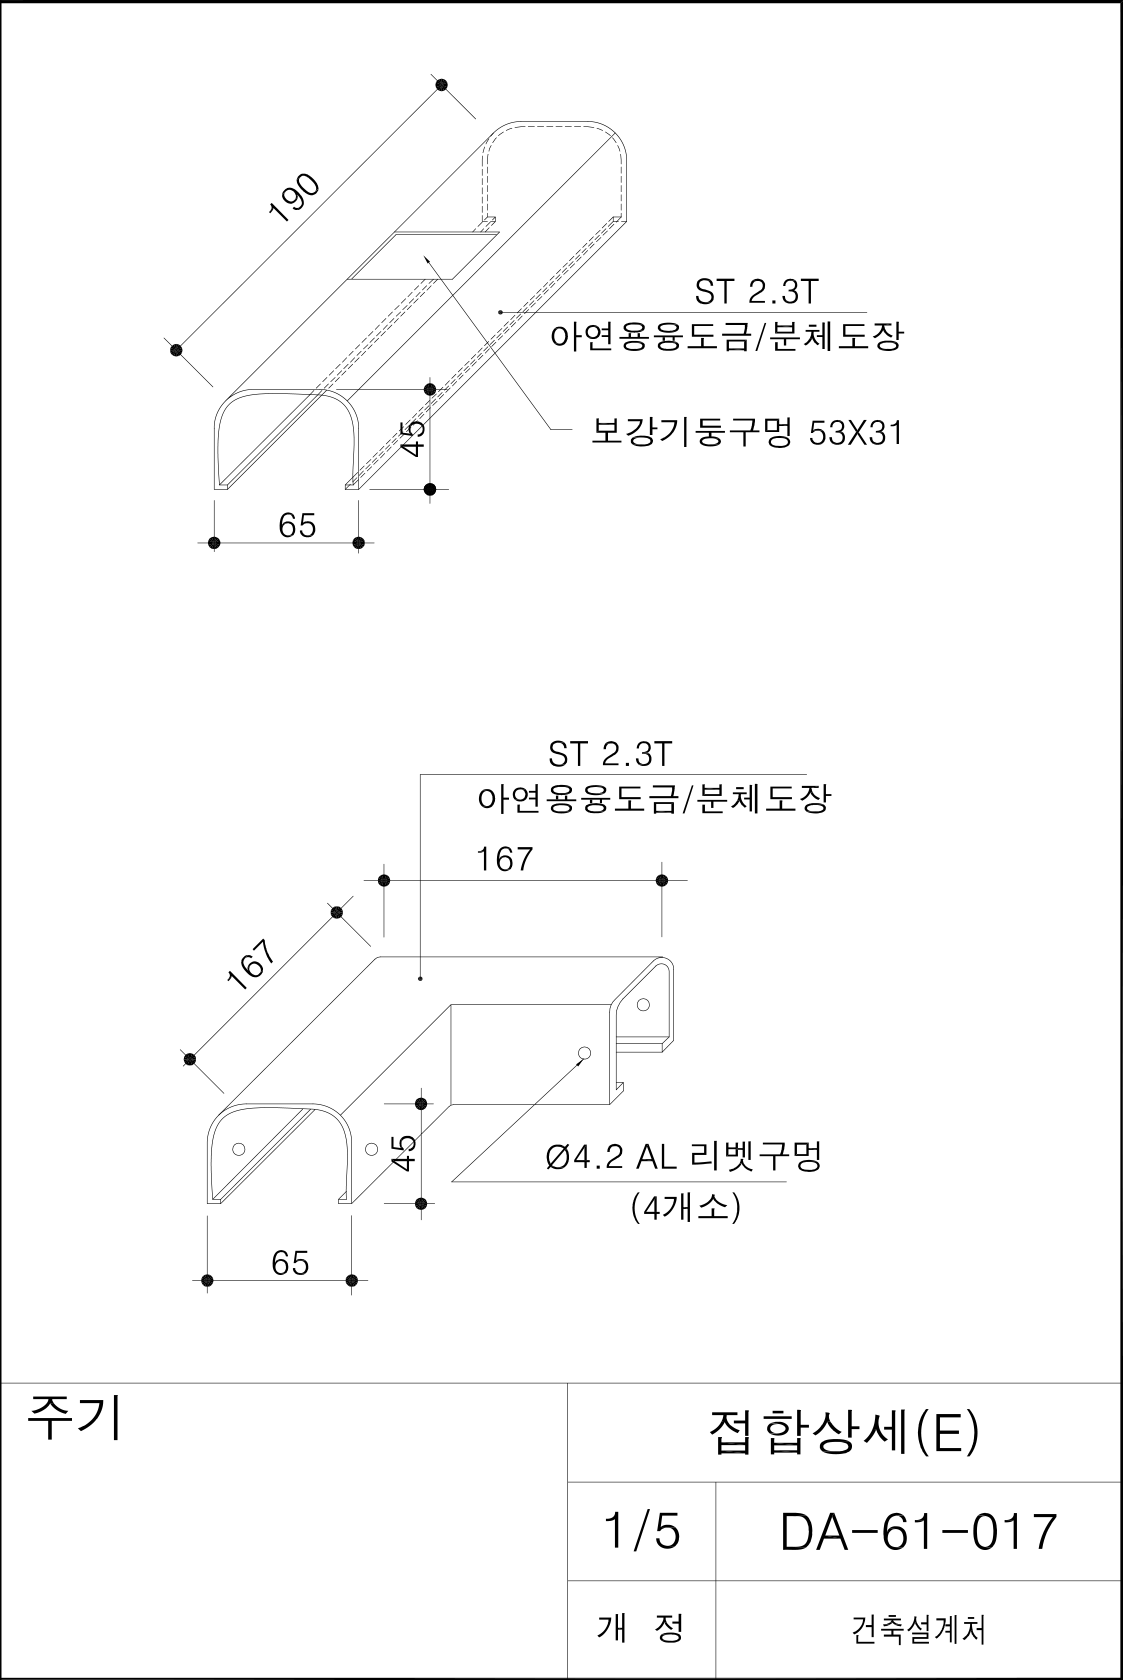 190
ST 2.3T
아연용융도금/분체도장
보강기둥구멍 53X31
45
65
ST 2.3T
아연용융도금/분체도장
167
167
45
Ø4.2 AL 리벳구멍
(4개소)
65
주기
접합상세(E)
1/5
DA-61-017
개 정
건축설계처